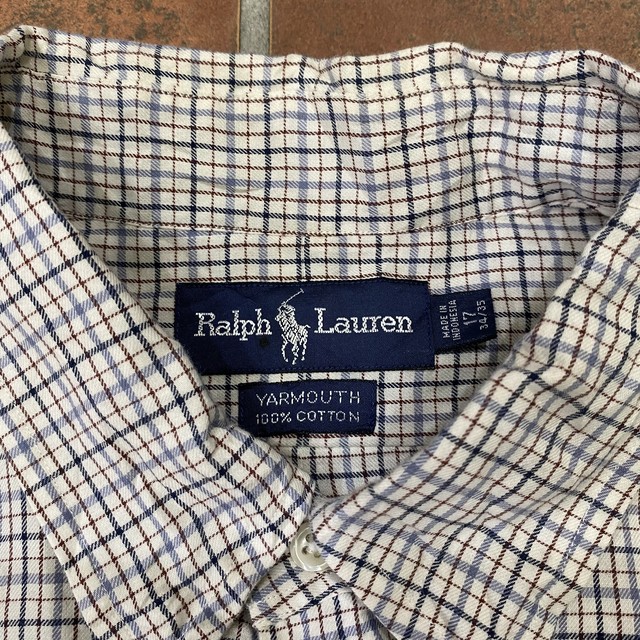 Ralph Lauren
YARMOUTH
100% COTTON
MADE IN
INDONESIA
17
34/35